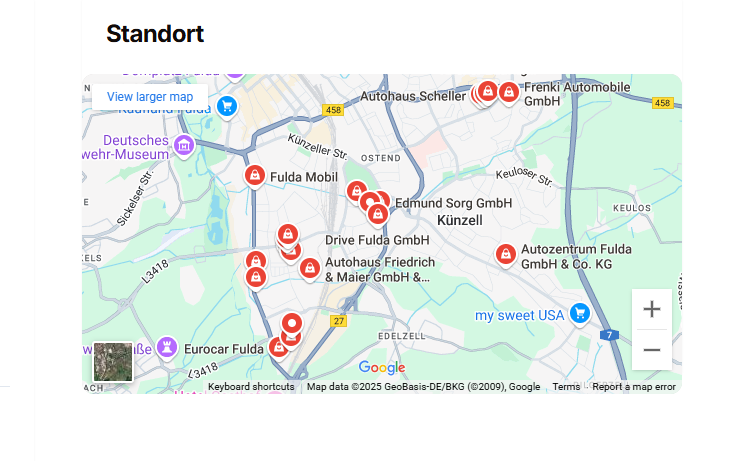 Standort
View larger map
458
Autohaus Scheller
Frenki Automobile
GmbH
458
Deutsches
wehr-Museum
Künzeller Str.
OSTEND
Fulda Mobil
Keuloser Str.
Sickelser Str.
Edmund Sorg GmbH
KEULOS
Künzell
Drive Fulda GmbH
Autozentrum Fulda
GmbH & Co. KG
Autohaus Friedrich
& Maier GmbH &...
L3418
my sweet USA
27
7
EDELZELL
Eurocar Fulda
L3418
Google
Keyboard shortcuts
Map data ©2025 GeoBasis-DE/BKG (©2009), Google
Terms
Report a map error